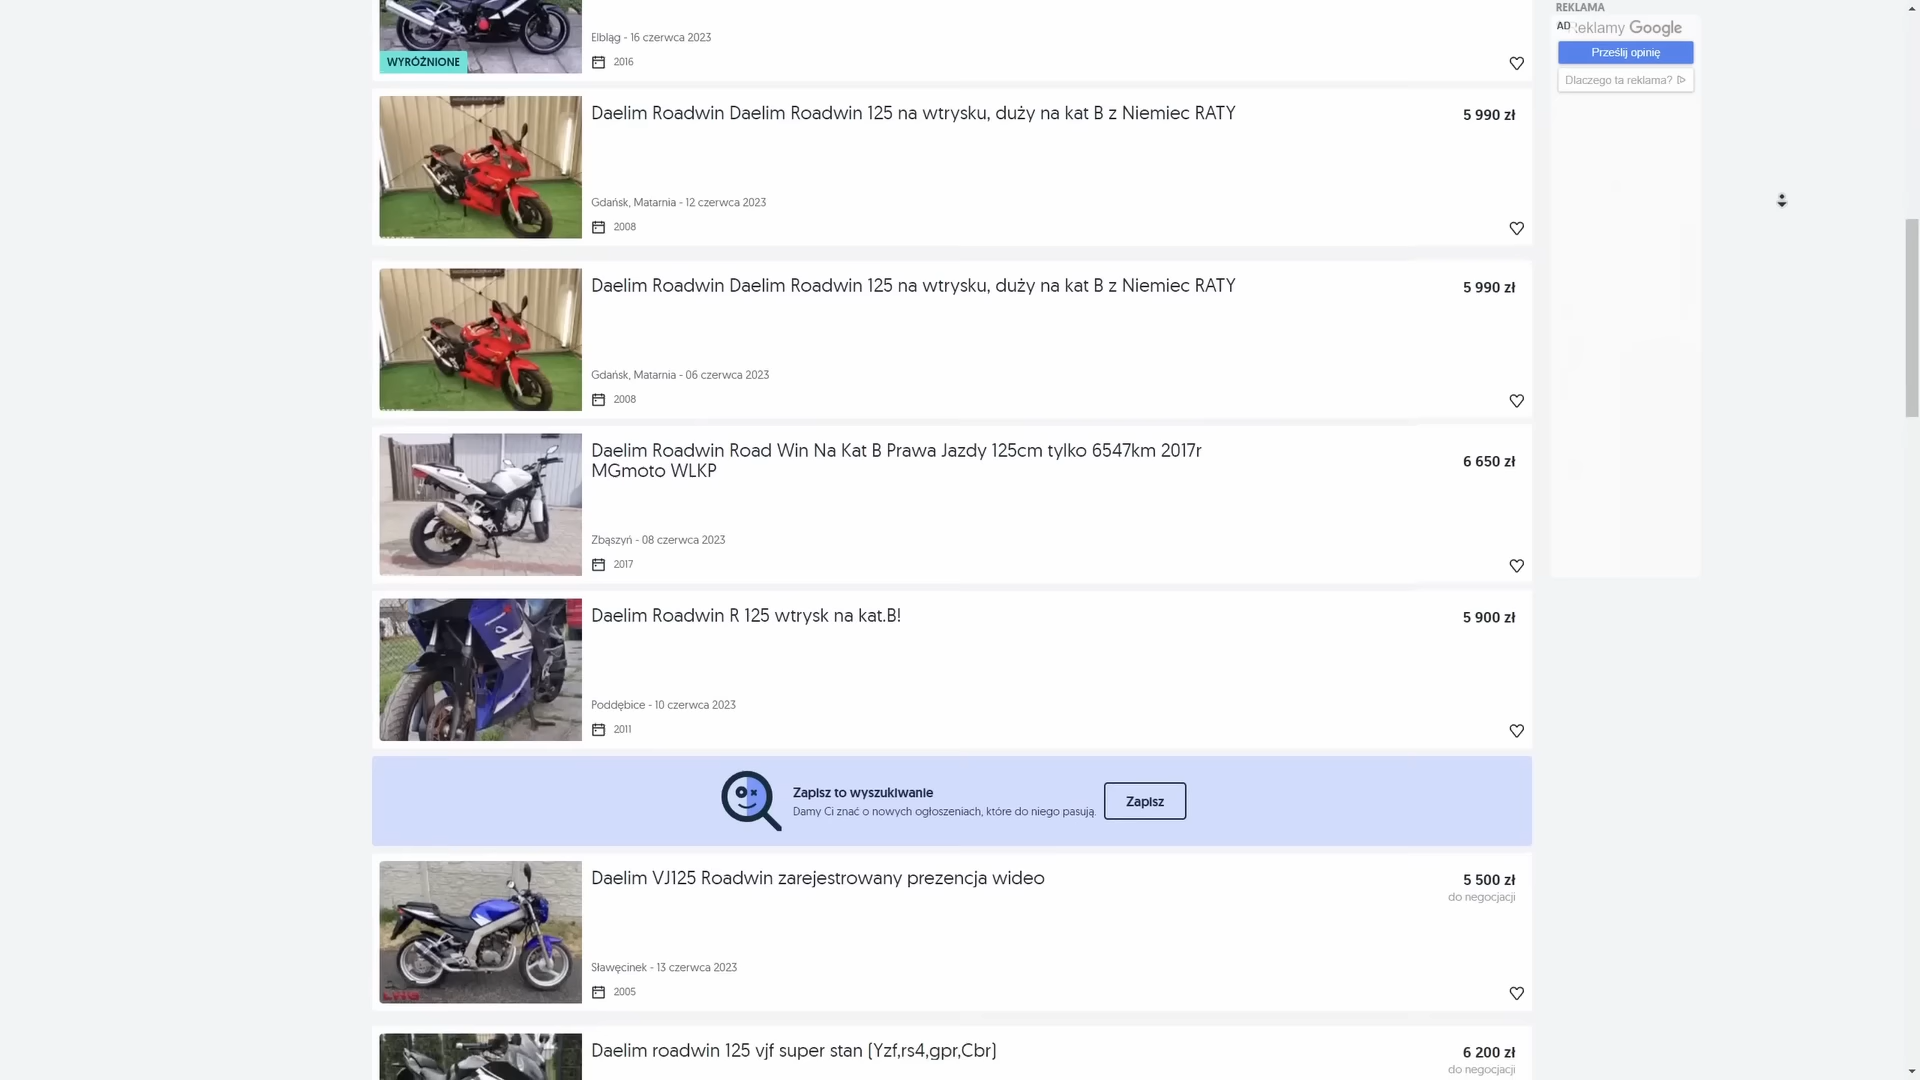 REKLAMA
AD
Reklamy Google
Prześlij opinię
Dlaczego ta reklama?
Elbląg - 16 czerwca 2023
WYRÓŻNIONE
2016
Daelim Roadwin Daelim Roadwin 125 na wtrysku, duży na kat B z Niemiec RATY
5 990 zł
Gdańsk, Matarnia - 12 czerwca 2023
2008
Daelim Roadwin Daelim Roadwin 125 na wtrysku, duży na kat B z Niemiec RATY
5 990 zł
Gdańsk, Matarnia - 06 czerwca 2023
2008
Daelim Roadwin Road Win Na Kat B Prawa Jazdy 125cm tylko 6547km 2017r
MGmoto WLKP
6 650 zł
Zbąszyń - 08 czerwca 2023
2017
Daelim Roadwin R 125 wtrysk na kat.B!
5 900 zł
Poddębice - 10 czerwca 2023
2011
Zapisz to wyszukiwanie
Damy Ci znać o nowych ogłoszeniach, które do niego pasują.
Zapisz
Daelim VJ125 Roadwin zarejestrowany prezencja wideo
5 500 zł
do negocjacji
Sławęcinek - 13 czerwca 2023
2005
Daelim roadwin 125 vjf super stan (Yzf,rs4,gpr,Cbr)
6 200 zł
do negocjacji